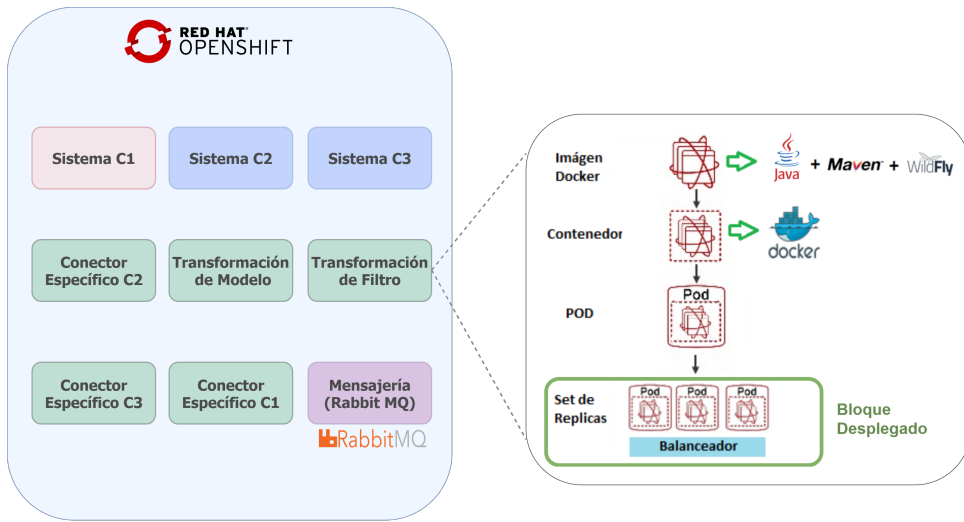 RED HAT®
OPENSHIFT
Sistema C1
Sistema C2
Sistema C3
Conector
Específico C2
Transformación
de Modelo
Transformación
de Filtro
Conector
Específico C3
Conector
Específico C1
Mensajería
(Rabbit MQ)
RabbitMQ
Imágen
Docker
Java
+ Maven™ + WildFly
Contenedor
docker
POD
Pod
Set de
Replicas
Pod Pod Pod
Balanceador
Bloque
Desplegado